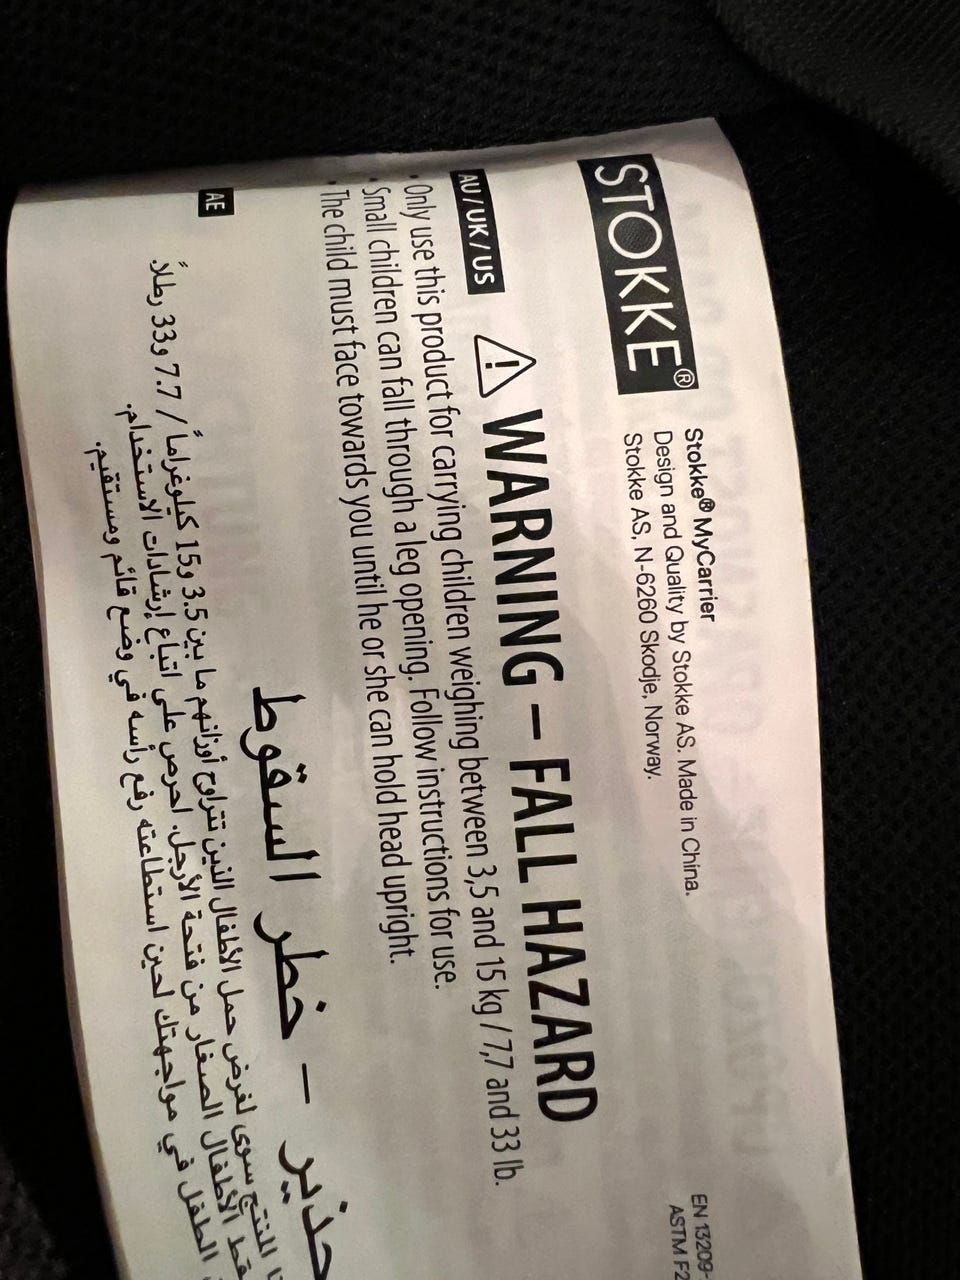 STOKKE®
Stokke® MyCarrier
Design and Quality by Stokke AS. Made in China.
Stokke AS, N-6260 Skodje, Norway.
EN 13209-
ASTM F2
AU / UK / US
WARNING – FALL HAZARD
• Only use this product for carrying children weighing between 3,5 and 15 kg / 7,7 and 33 lb.
• Small children can fall through a leg opening. Follow instructions for use.
• The child must face towards you until he or she can hold head upright.
AE
حذير – خطر السقوط
المنتج سوى لغرض حمل الأطفال الذين تتراوح أوزانهم ما بين 3.5 و15 كيلوغراماً / 7.7 و33 رطلاً.
الأطفال الصغار من فتحة الأرجل. احرص على اتباع إرشادات الاستخدام.
الطفل في مواجهتك لحين استطاعته رفع رأسه في وضع قائم ومستقيم.